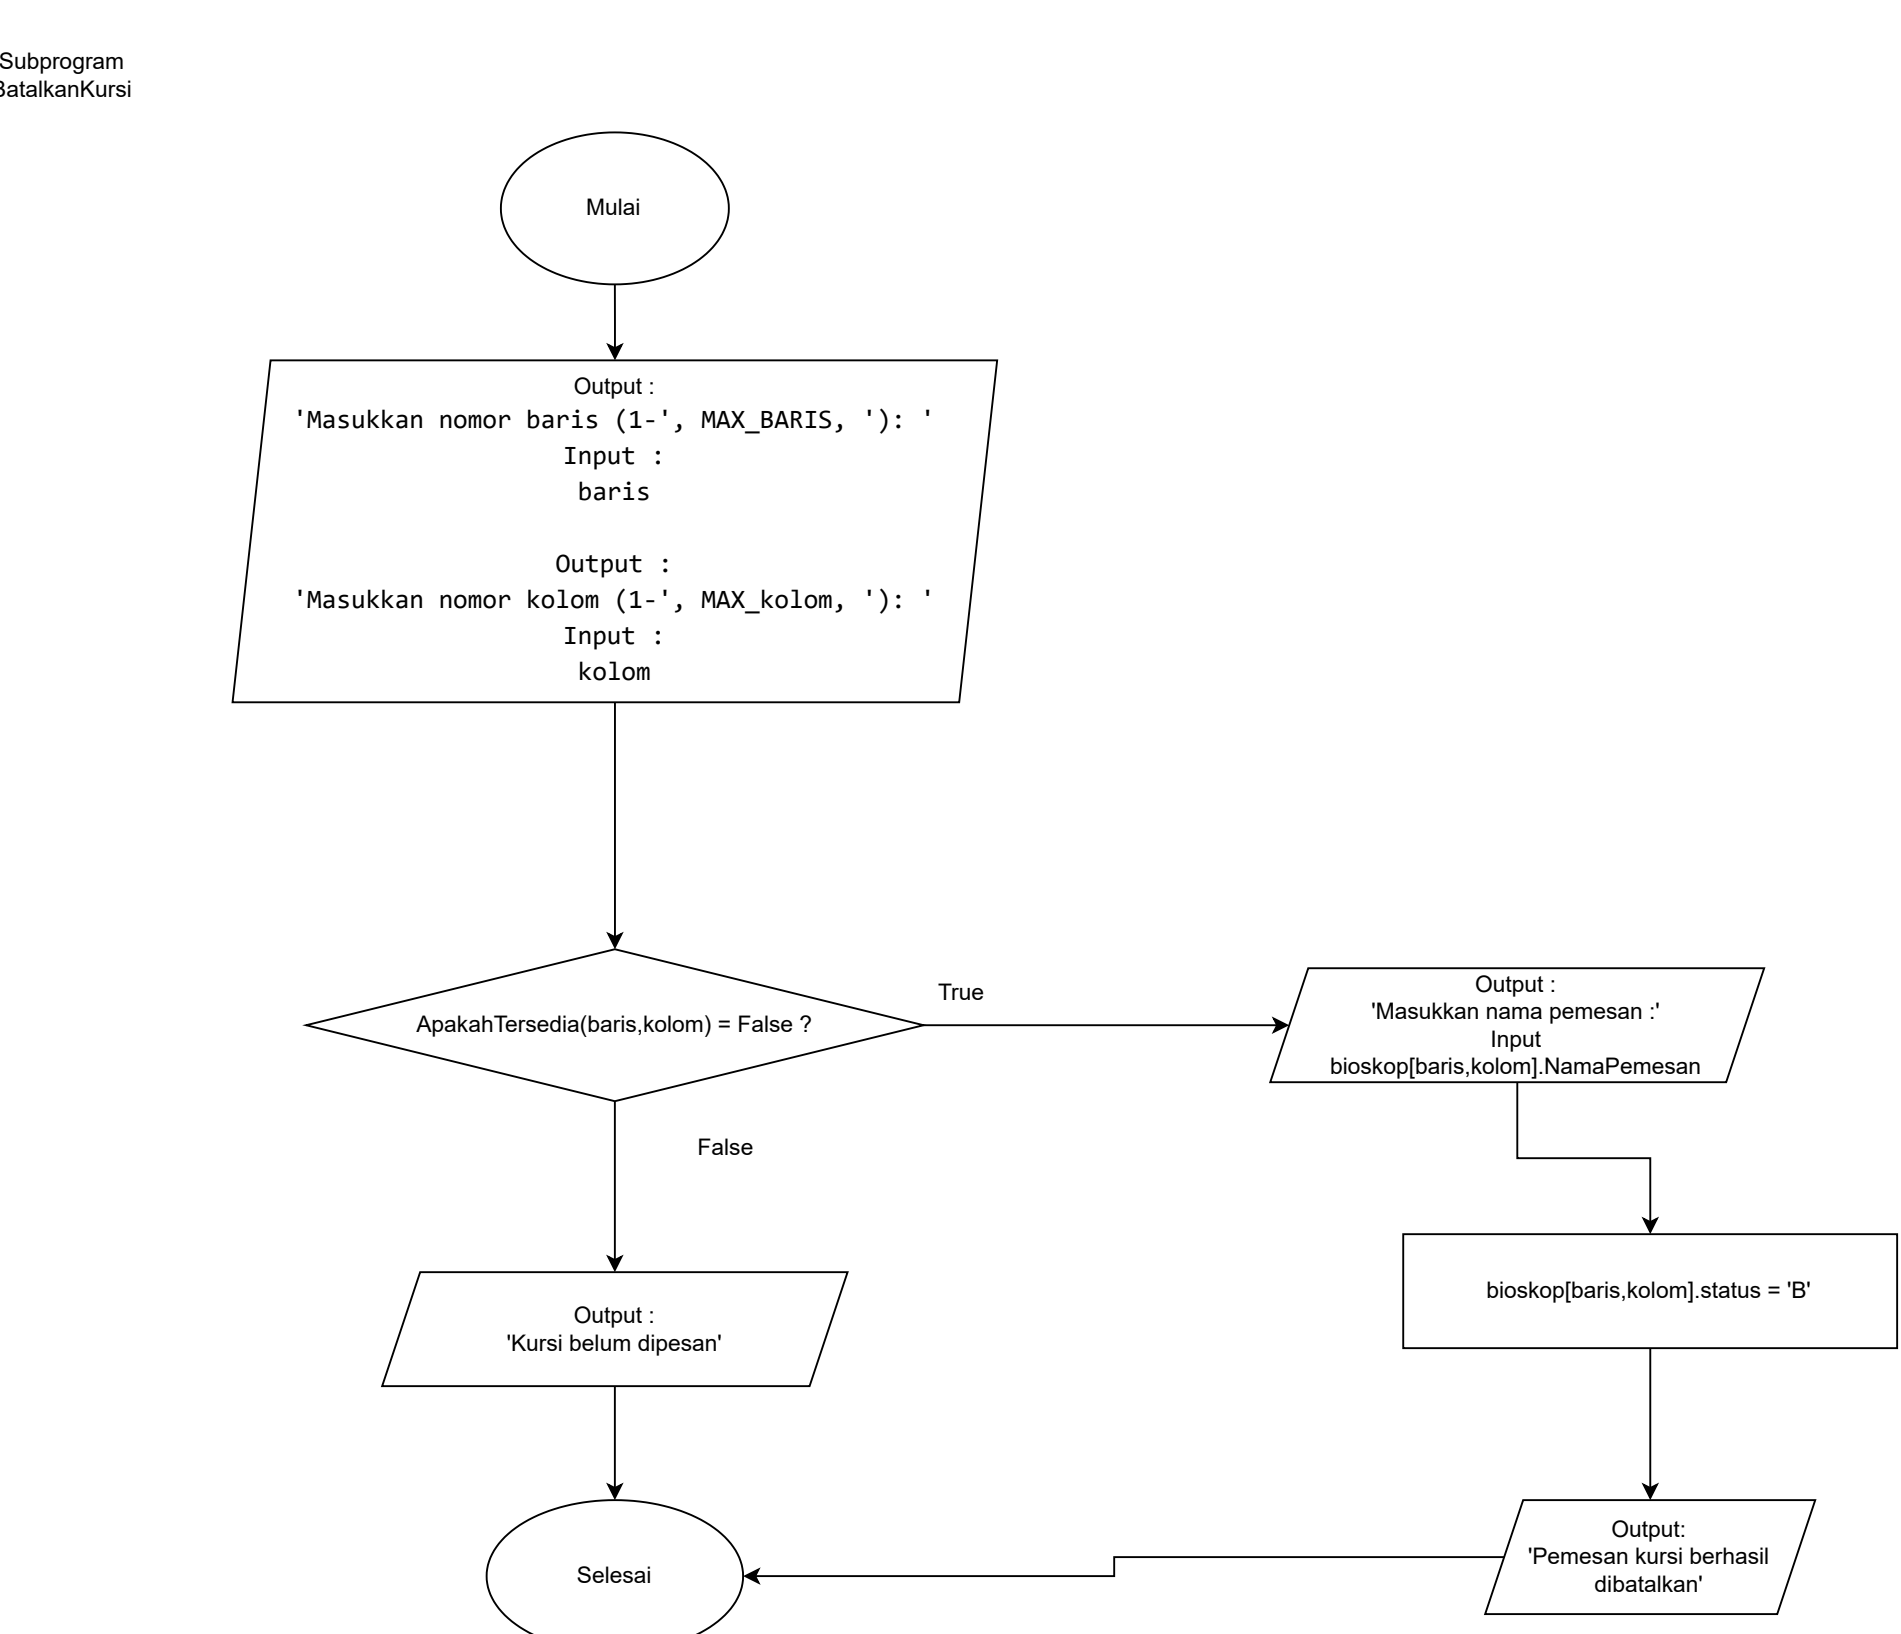 Subprogram
BatalkanKursi
Mulai
Output :
'Masukkan nomor baris (1-', MAX_BARIS, '): '
Input :
baris
Output :
'Masukkan nomor kolom (1-', MAX_kolom, '): '
Input :
kolom
ApakahTersedia(baris,kolom) = False ?
True
Output :
'Masukkan nama pemesan :'
Input
bioskop[baris,kolom].NamaPemesan
False
bioskop[baris,kolom].status = 'B'
Output :
'Kursi belum dipesan'
Output:
'Pemesan kursi berhasil
dibatalkan'
Selesai